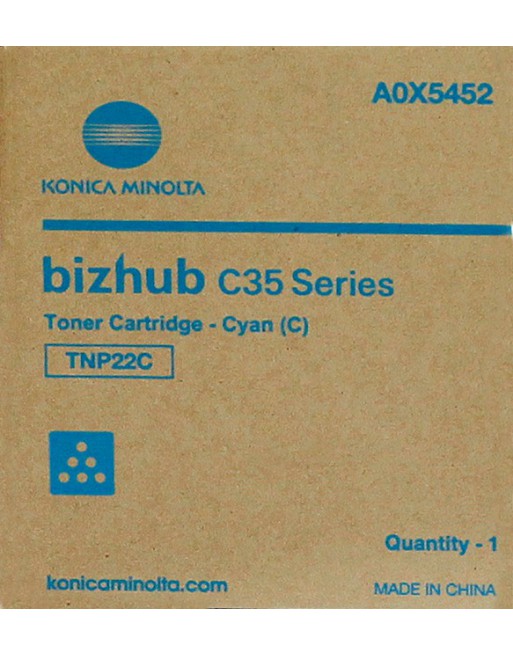 A0X5452
KONICA MINOLTA
bizhub C35 Series
Toner Cartridge - Cyan (C)
TNP22C
Quantity - 1
konicaminolta.com
MADE IN CHINA